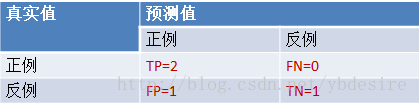 真实值 预测值
正例 反例
正例 TP=2 FN=0
反例 FP=1 TN=1
http://blog.csdn.net/ybdesire